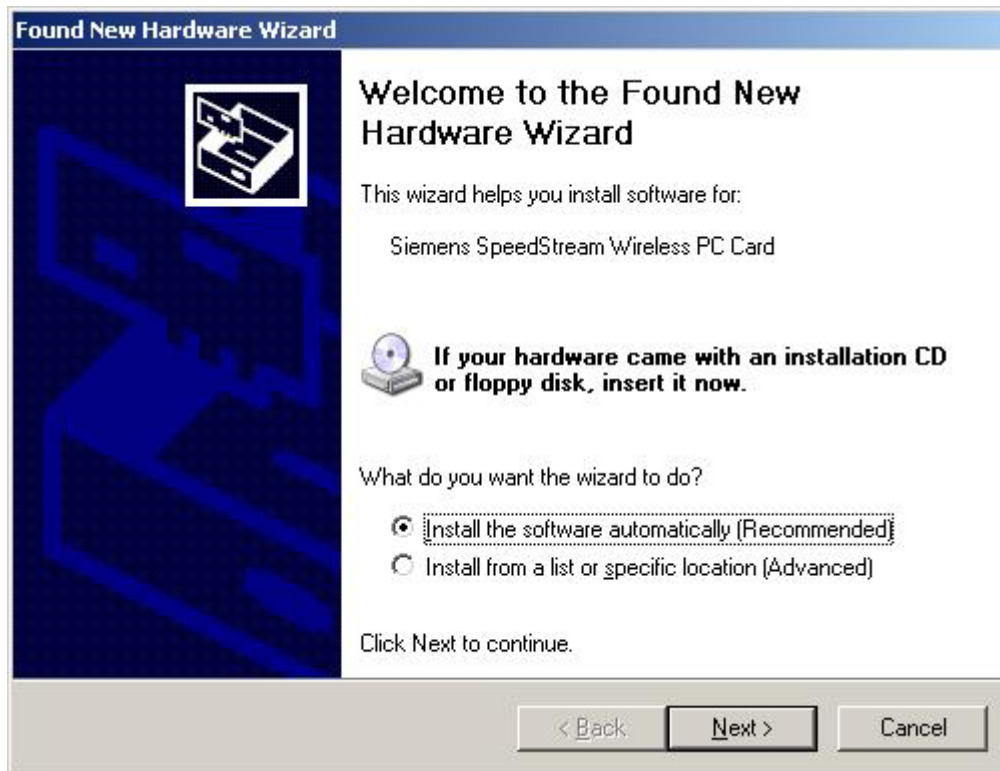 Found New Hardware Wizard
Welcome to the Found New
Hardware Wizard
This wizard helps you install software for:
Siemens SpeedStream Wireless PC Card
If your hardware came with an installation CD
or floppy disk, insert it now.
What do you want the wizard to do?
Install the software automatically (Recommended)
Install from a list or specific location (Advanced)
Click Next to continue.
< Back
Next >
Cancel